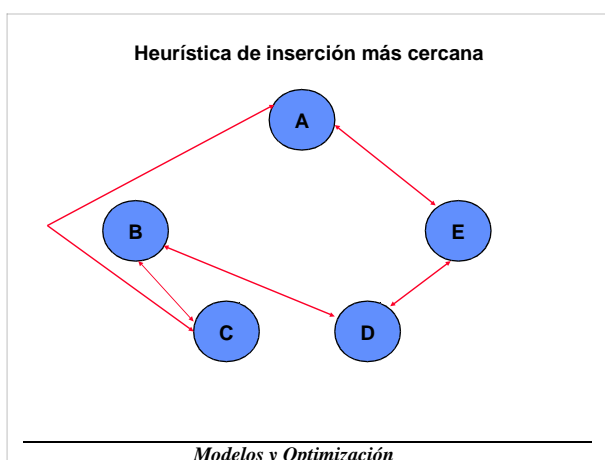 Heurística de inserción más cercana
A
B
E
C
D
Modelos y Optimización